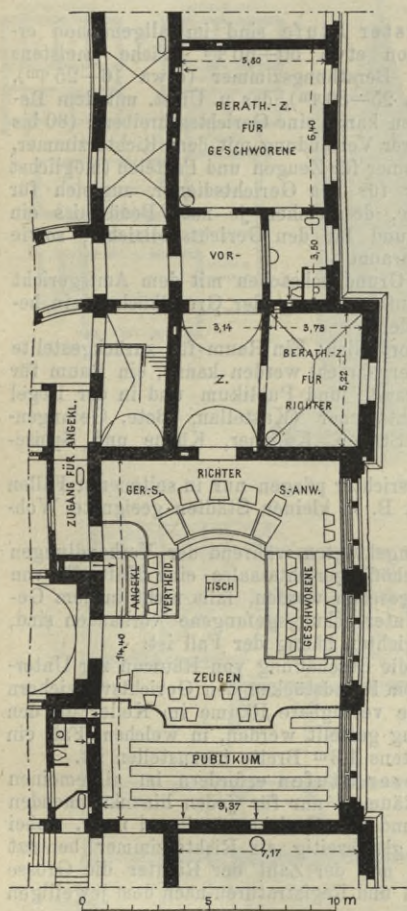 5,80
BERATH.-Z.
FÜR
GESCHWORENE
6,40
VOR-
3,50
3,14
3,78
Z.
BERATH.-Z.
FÜR
RICHTER
5,22
ZUGANG FÜR ANGEKL.
RICHTER
GER.-S.
S.-ANW.
ANGEKL.
VERTHEID.
TISCH
GESCHWORENE
14,40
ZEUGEN
PUBLIKUM
9,37
7,17
0 5 10 m